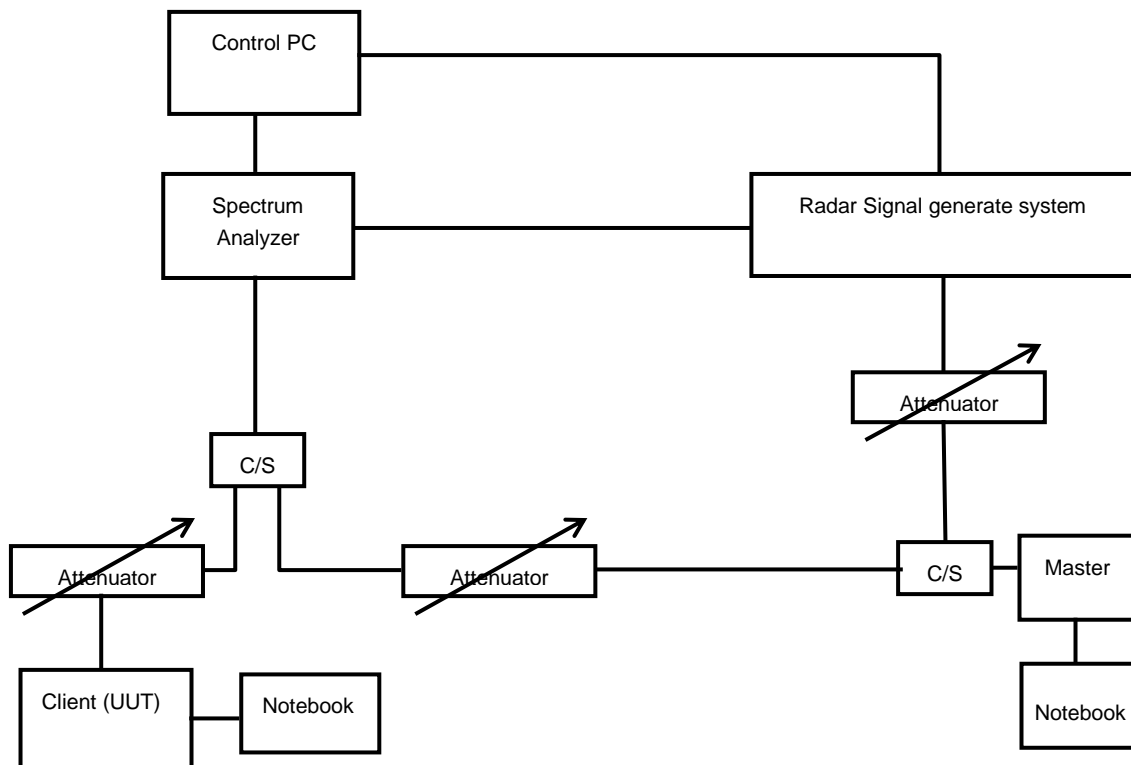 Control PC
Spectrum
Analyzer
Radar Signal generate system
Attenuator
C/S
Attenuator
Attenuator
C/S
Master
Client (UUT)
Notebook
Notebook